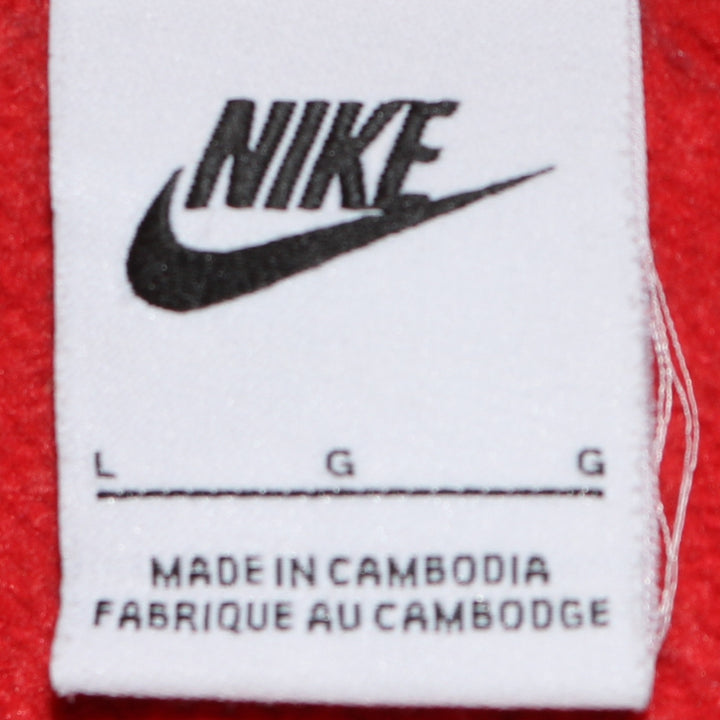 NIKE
L G G
MADE IN CAMBODIA
FABRIQUE AU CAMBODGE